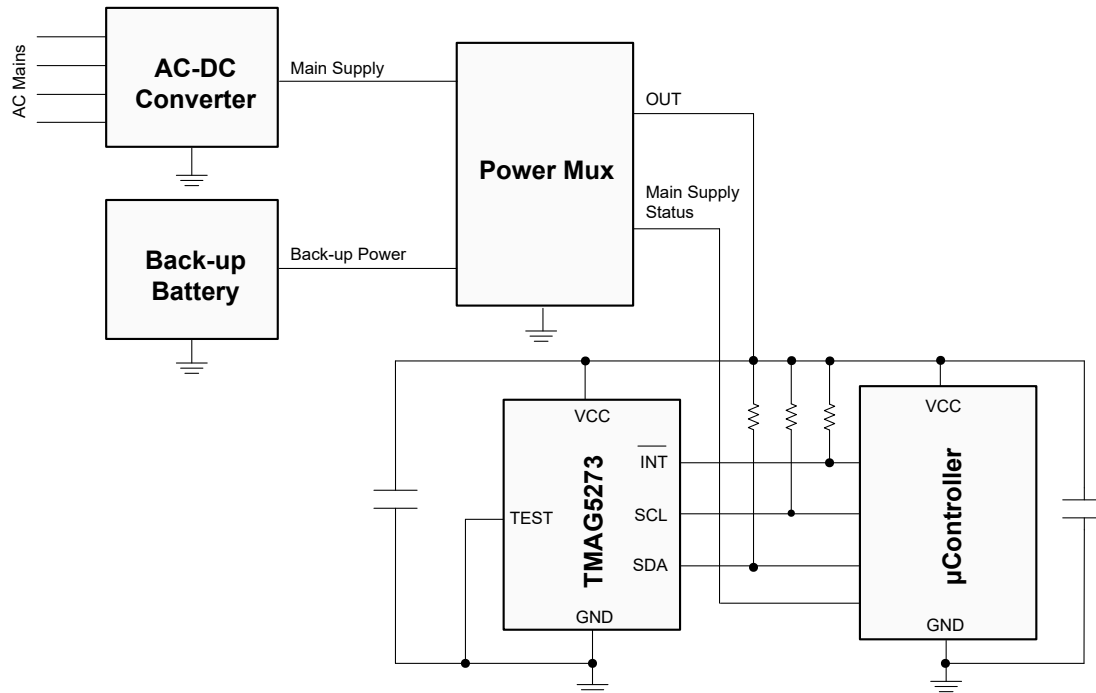 AC Mains
AC-DC
Converter
Main Supply
Power Mux
OUT
Main Supply
Status
Back-up
Battery
Back-up Power
VCC
TMAG5273
INT
SCL
SDA
TEST
GND
VCC
µController
GND